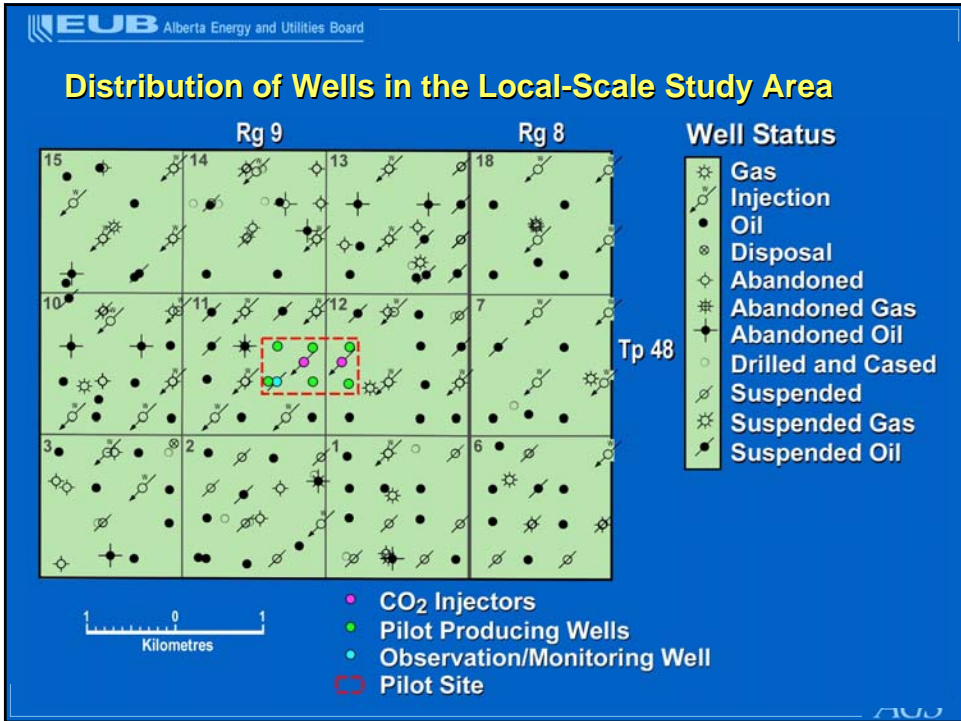 EUB Alberta Energy and Utilities Board
Distribution of Wells in the Local-Scale Study Area
Rg 9 Rg 8
15 14 13 18
10 11 12 7
Tp 48
3 2 1 6
Well Status
Gas
Injection
Oil
Disposal
Abandoned
Abandoned Gas
Abandoned Oil
Drilled and Cased
Suspended
Suspended Gas
Suspended Oil
1 0 1
Kilometres
CO2 Injectors
Pilot Producing Wells
Observation/Monitoring Well
Pilot Site